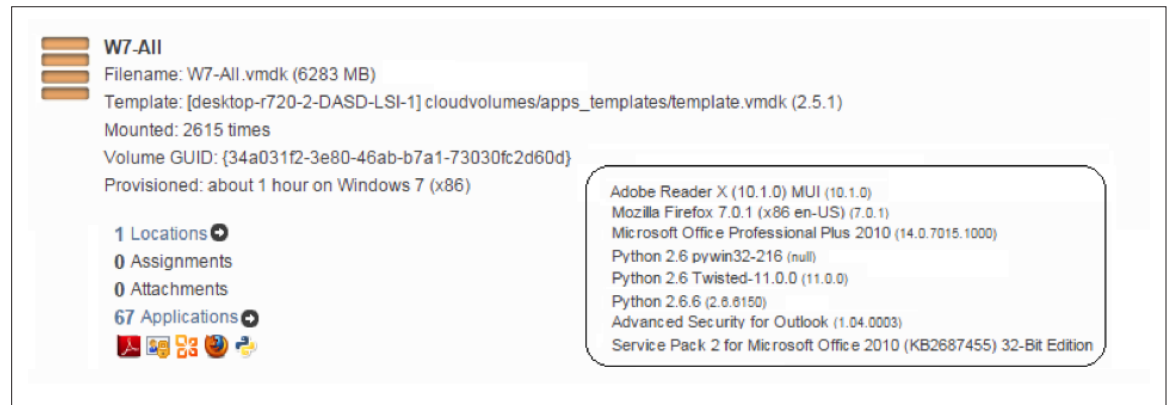 W7-All
Filename: W7-All.vmdk (6283 MB)
Template: [desktop-r720-2-DASD-LSI-1] cloudvolumes/apps_templates/template.vmdk (2.5.1)
Mounted: 2615 times
Volume GUID: {34a031f2-3e80-46ab-b7a1-73030fc2d60d}
Provisioned: about 1 hour on Windows 7 (x86)
1 Locations
0 Assignments
0 Attachments
67 Applications
Adobe Reader X (10.1.0) MUI (10.1.0)
Mozilla Firefox 7.0.1 (x86 en-US) (7.0.1)
Microsoft Office Professional Plus 2010 (14.0.7015.1000)
Python 2.6 pywin32-216 (null)
Python 2.6 Twisted-11.0.0 (11.0.0)
Python 2.6.6 (2.6.6150)
Advanced Security for Outlook (1.04.0003)
Service Pack 2 for Microsoft Office 2010 (KB2687455) 32-Bit Edition